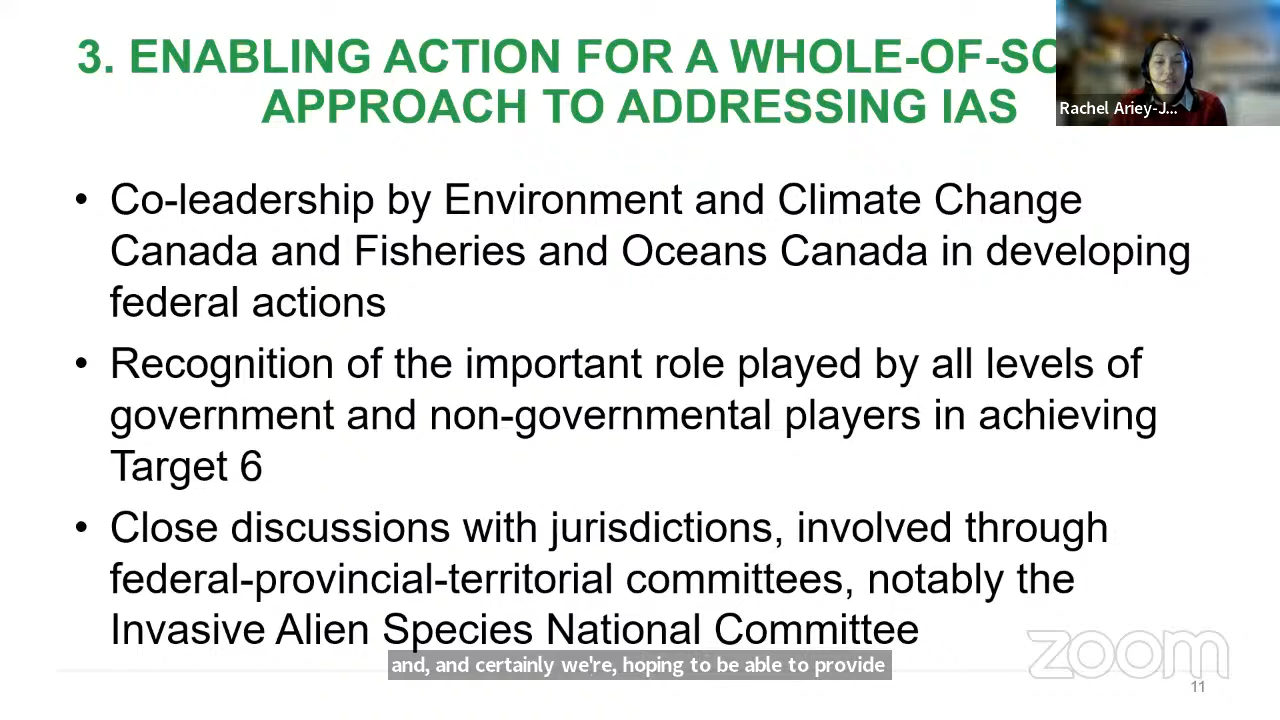 3. ENABLING ACTION FOR A WHOLE-OF-SO
APPROACH TO ADDRESSING IAS
Rachel Ariey-J...
• Co-leadership by Environment and Climate Change
Canada and Fisheries and Oceans Canada in developing
federal actions
• Recognition of the important role played by all levels of
government and non-governmental players in achieving
Target 6
• Close discussions with jurisdictions, involved through
federal-provincial-territorial committees, notably the
Invasive Alien Species National Committee
and, and certainly we're, hoping to be able to provide
zoom
11